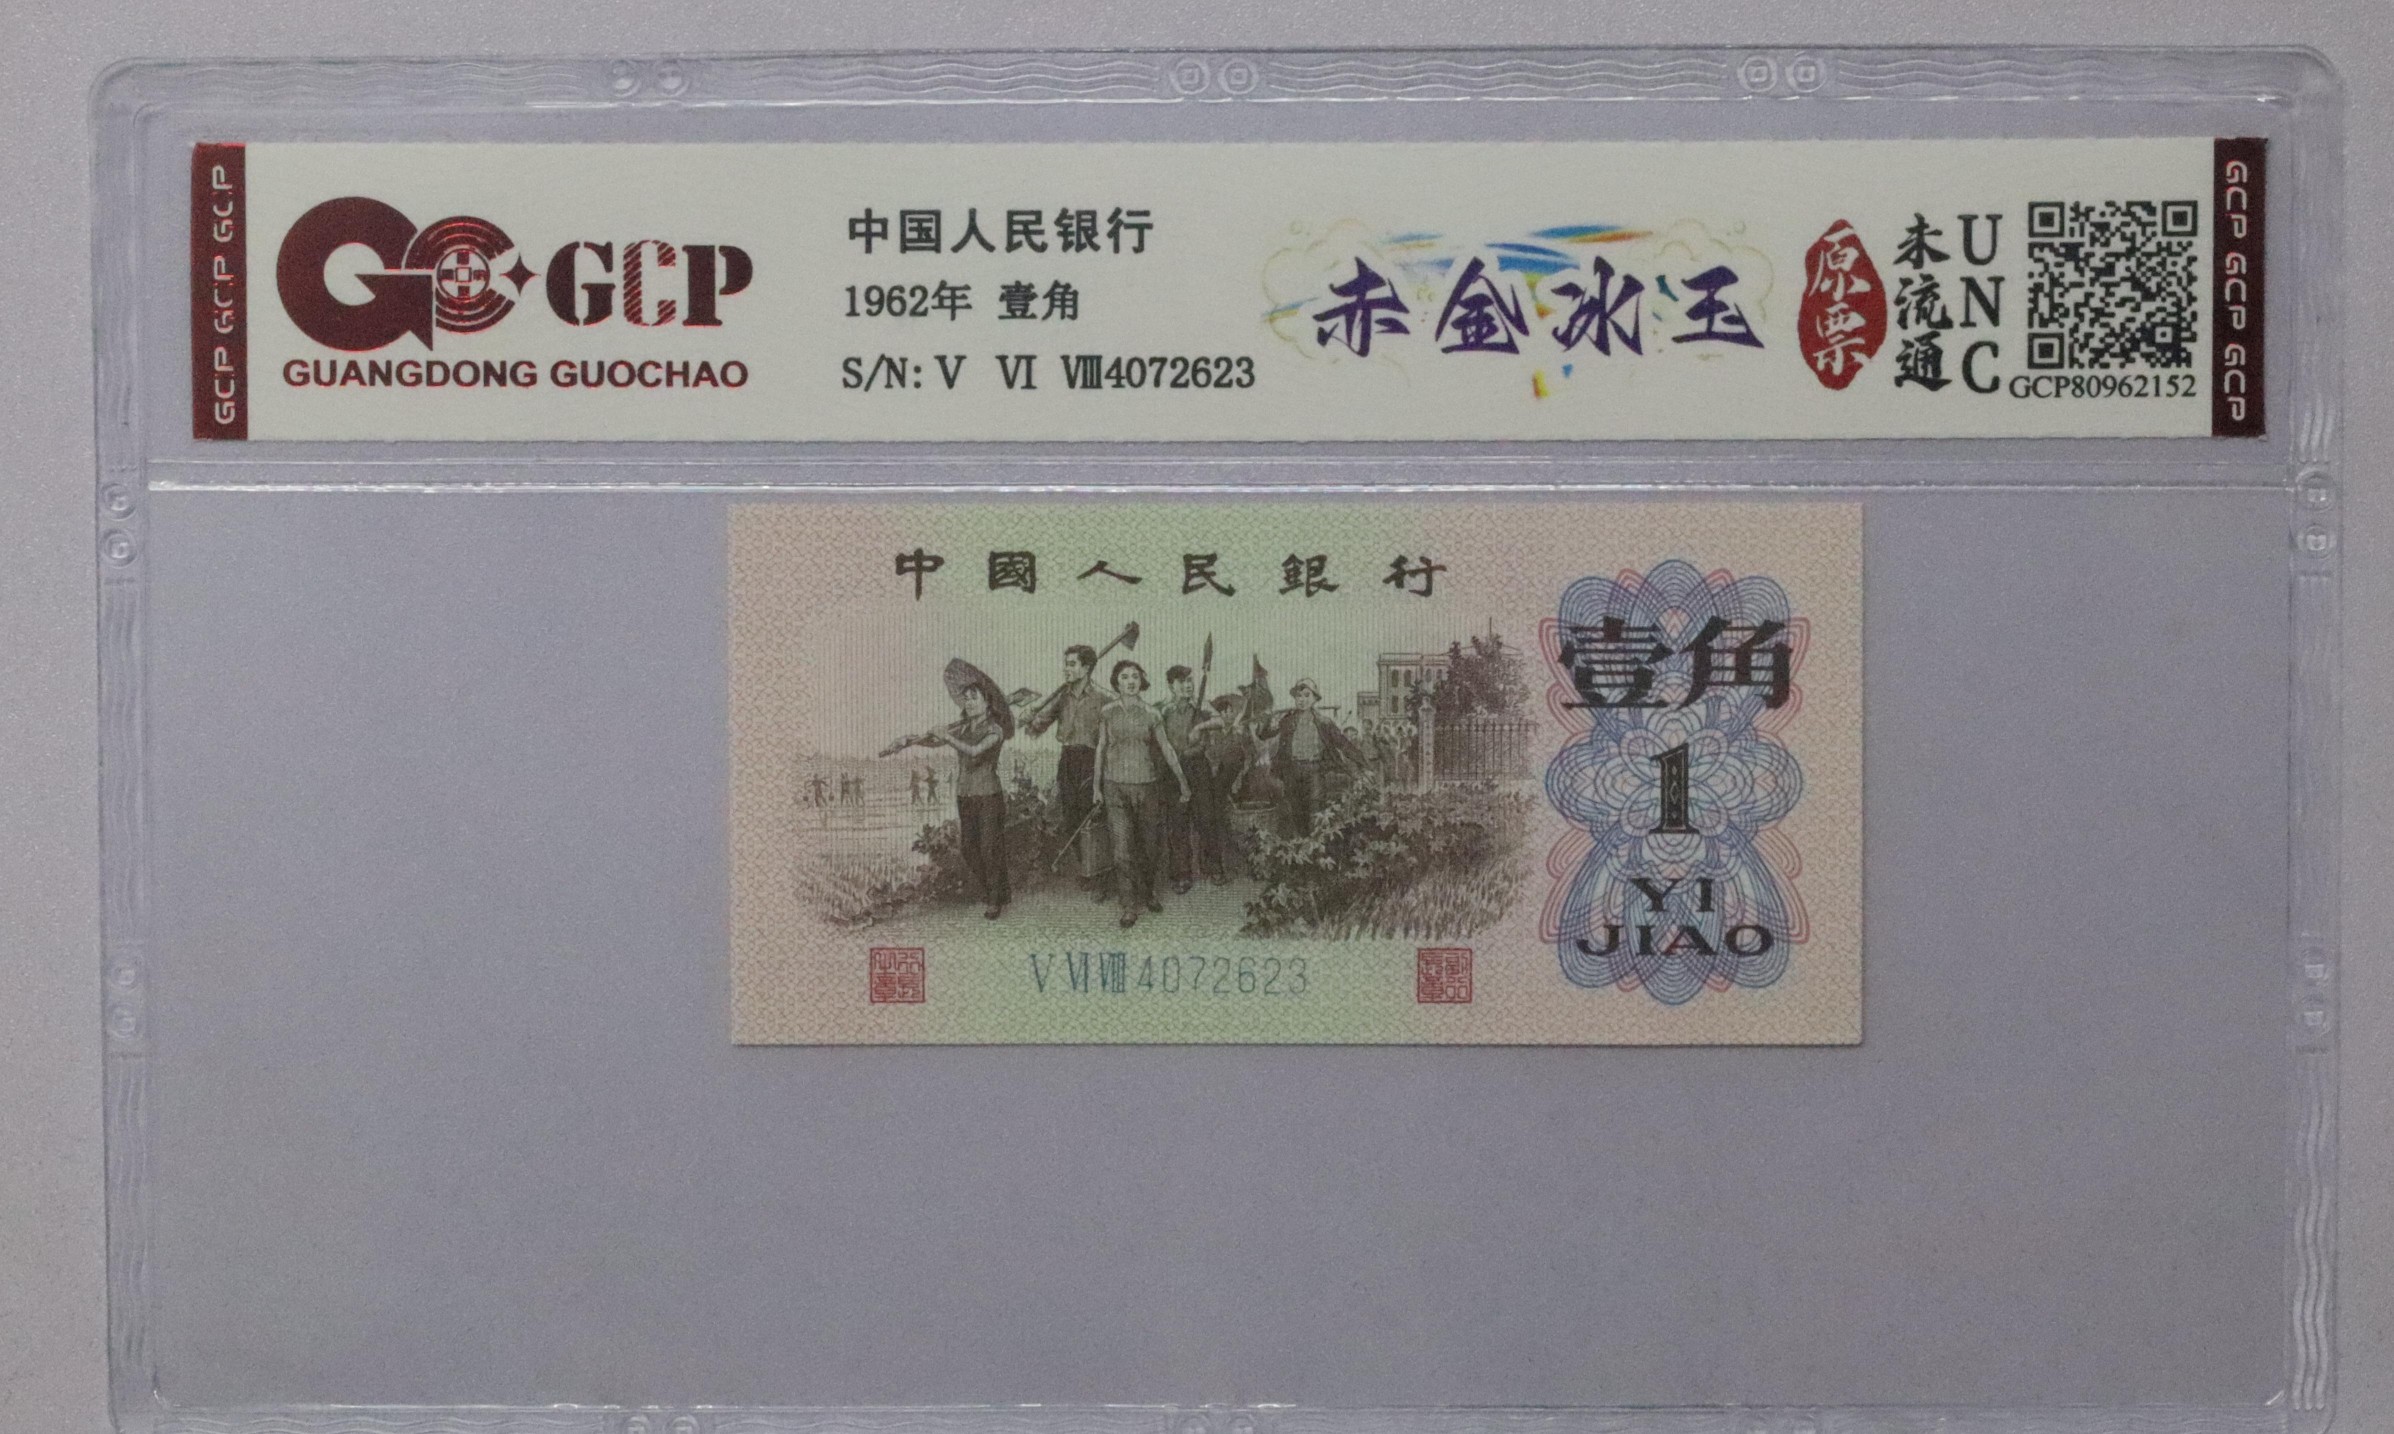 GCP GCP GCP
GCP
GUANGDONG GUOCHAO
中国人民银行
1962年 壹角
S/N: Ⅴ Ⅵ Ⅷ4072623
赤金冰玉
原票
未流通
UNC
GCP80962152
GCP GCP GCP
中國人民銀行
壹角
1
YI
JIAO
Ⅴ Ⅵ Ⅷ 4072623